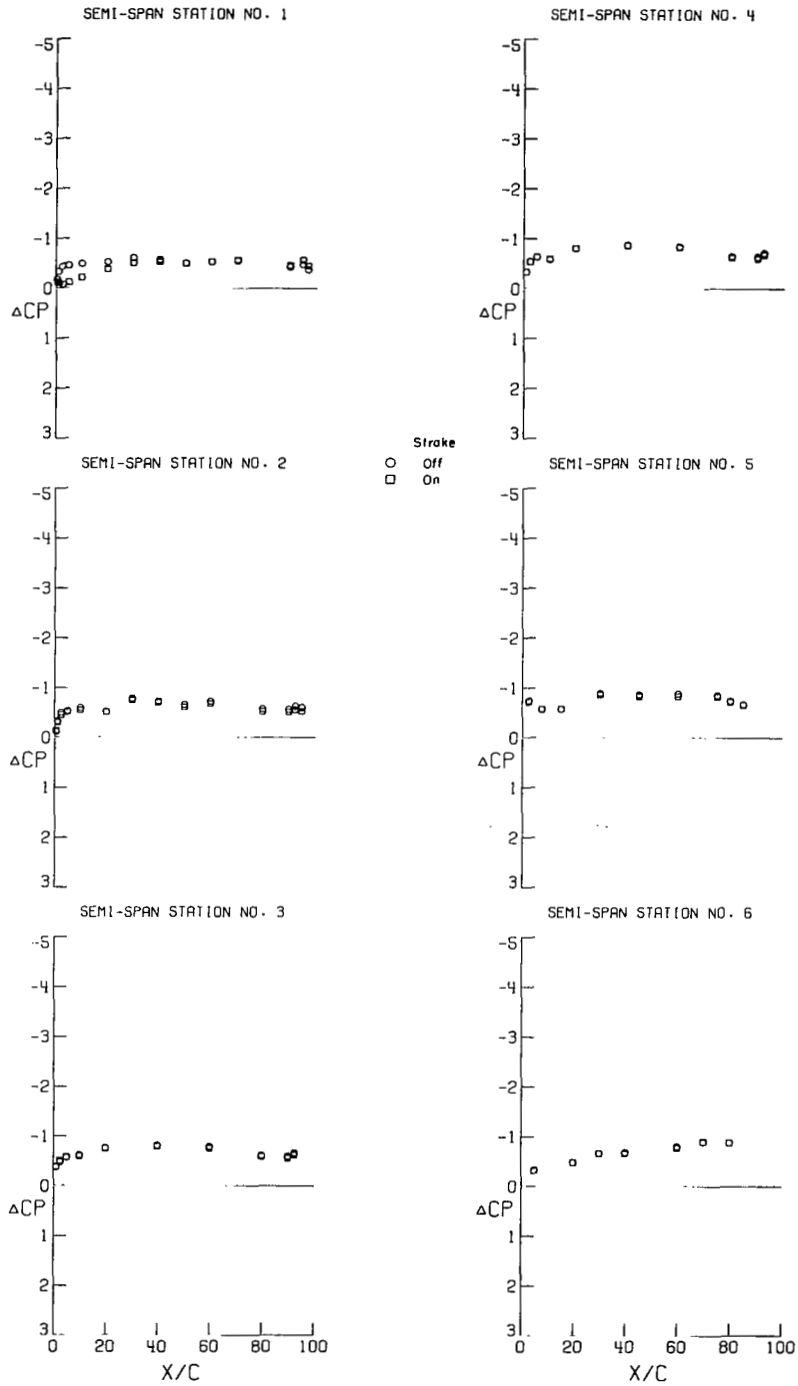 SEMI-SPAN STATION NO. 1
-5
-4
-3
-2
-1
0
ΔCP
1
2
3
SEMI-SPAN STATION NO. 4
-5
-4
-3
-2
-1
0
ΔCP
1
2
3
Strake
○ Off
□ On
SEMI-SPAN STATION NO. 2
-5
-4
-3
-2
-1
0
ΔCP
1
2
3
SEMI-SPAN STATION NO. 5
-5
-4
-3
-2
-1
0
ΔCP
1
2
3
SEMI-SPAN STATION NO. 3
-5
-4
-3
-2
-1
0
ΔCP
1
2
3
0 20 40 60 80 100
X/C
SEMI-SPAN STATION NO. 6
-5
-4
-3
-2
-1
0
ΔCP
1
2
3
0 20 40 60 80 100
X/C